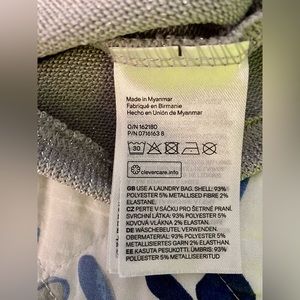 Made in Myanmar
Fabriqué en Birmanie
Hecho en Unión de Myanmar
O/N 162180
P/N 0716163 8
30
clevercare.info
GB USE A LAUNDRY BAG. SHELL: 93%
POLYESTER 5% METALLISED FIBRE 2%
ELASTANE.
CZ PERTE V SÁČKU PRO ŠETRNÉ PRANÍ.
SVRCHNÍ LÁTKA: 93% POLYESTER 5%
KOVOVÁ VLÁKNA 2% ELASTAN.
DE WÄSCHEBEUTEL VERWENDEN.
OBERMATERIAL: 93% POLYESTER 5%
METALLISIERTES GARN 2% ELASTHAN.
EE KASUTA PESUKOTTI. ÜMBRIS: 93%
POLÜESTER 5% METALLISEERITUD